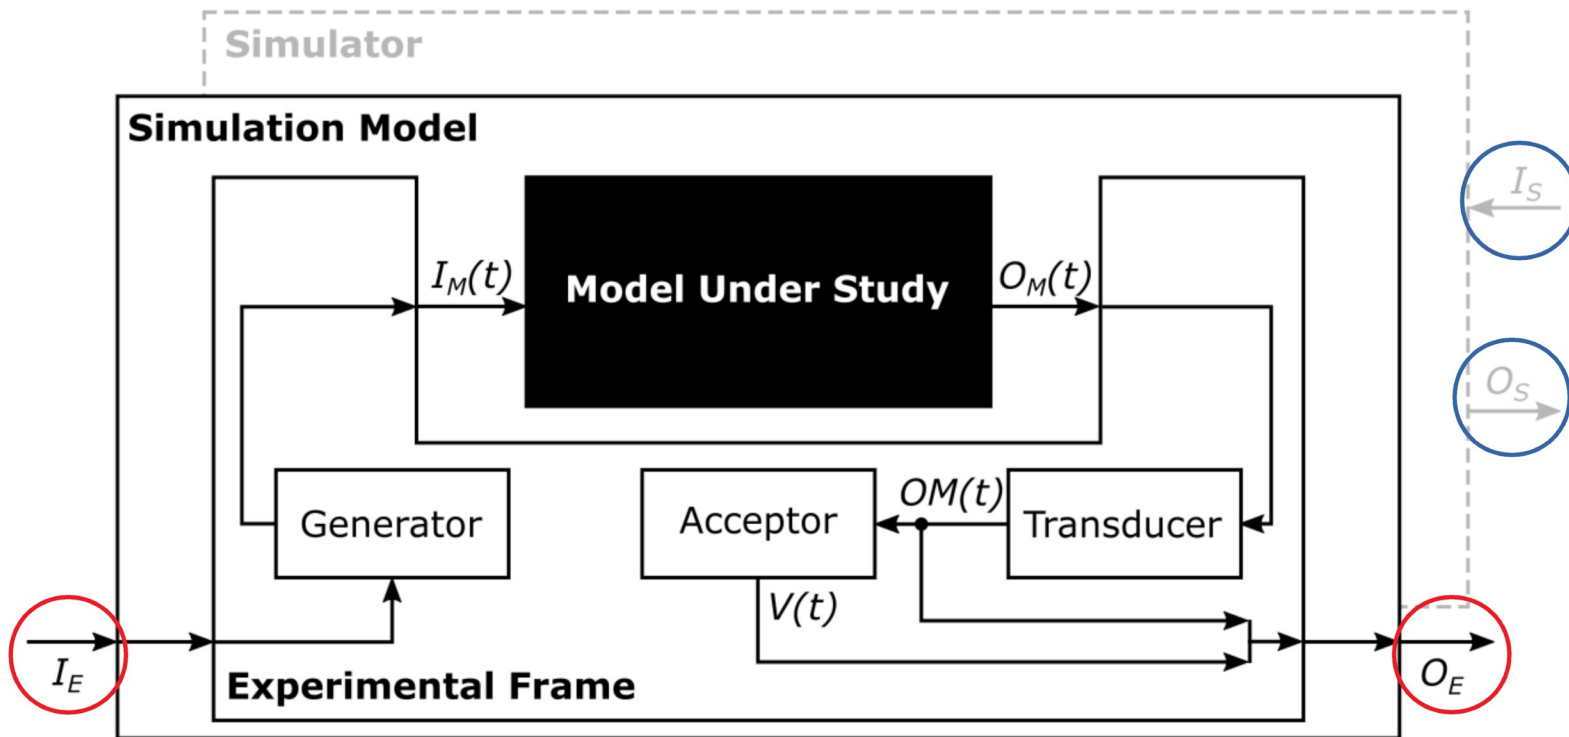 Simulator
Simulation Model
I_S
I_M(t)
Model Under Study
O_M(t)
O_S
Generator
Acceptor
OM(t)
Transducer
V(t)
I_E
Experimental Frame
O_E